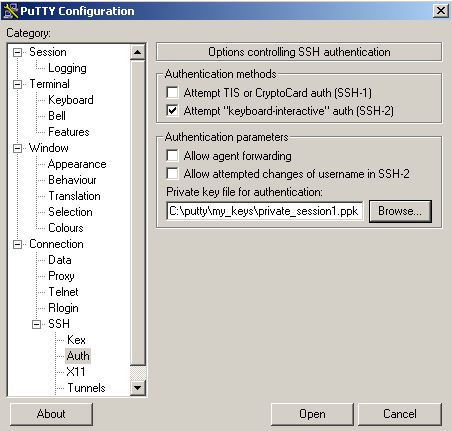 PuTTY Configuration
Category:
Session
Logging
Terminal
Keyboard
Bell
Features
Window
Appearance
Behaviour
Translation
Selection
Colours
Connection
Data
Proxy
Telnet
Rlogin
SSH
Kex
Auth
X11
Tunnels
Options controlling SSH authentication
Authentication methods
Attempt TIS or CryptoCard auth (SSH-1)
Attempt "keyboard-interactive" auth (SSH-2)
Authentication parameters
Allow agent forwarding
Allow attempted changes of username in SSH-2
Private key file for authentication:
C:\putty\my_keys\private_session1.ppk
Browse...
About
Open
Cancel